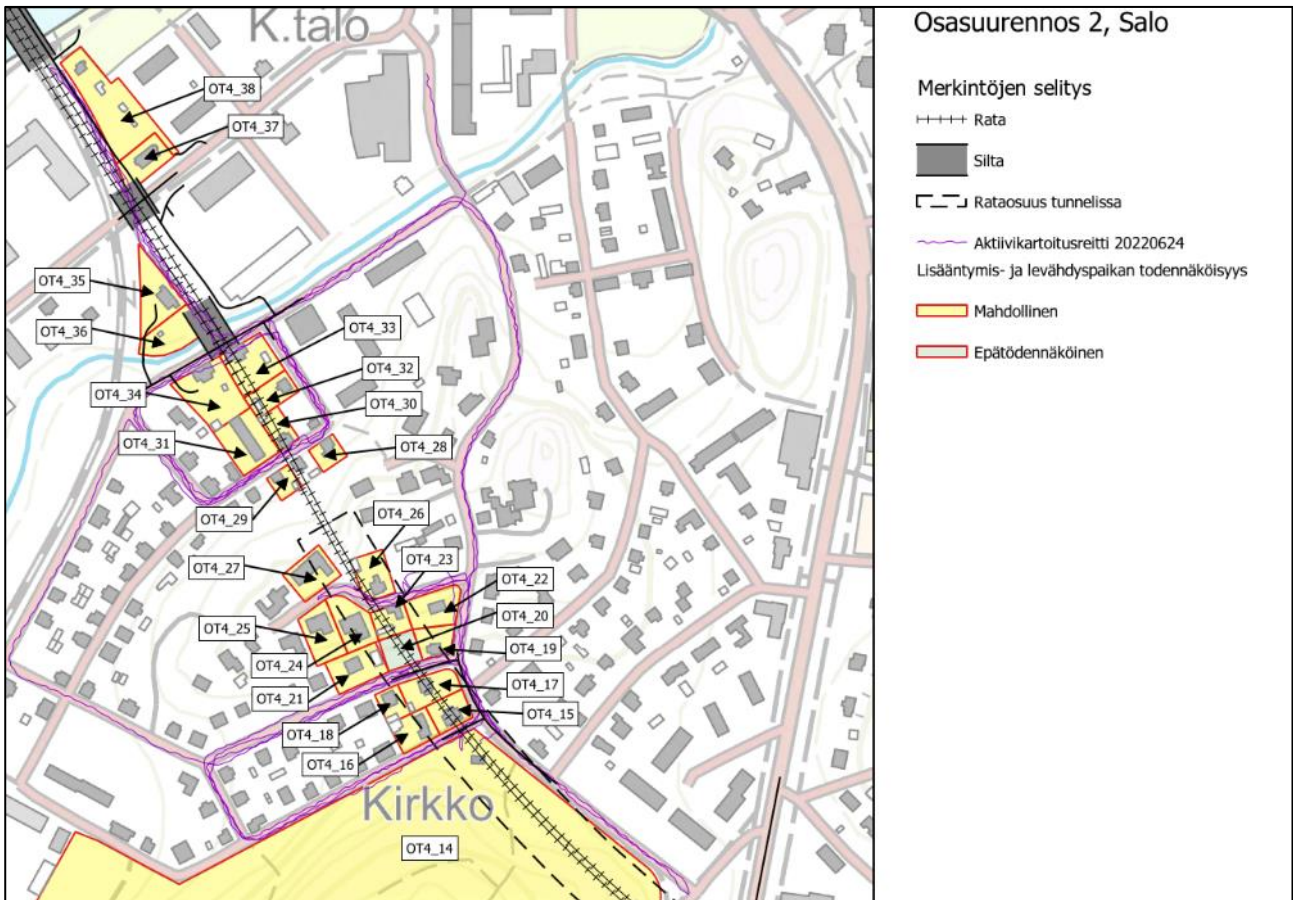 K.talo
OT4_38
OT4_37
OT4_35
OT4_36
OT4_33
OT4_32
OT4_34
OT4_30
OT4_31
OT4_28
OT4_29
OT4_26
OT4_23
OT4_27
OT4_22
OT4_20
OT4_25
OT4_19
OT4_24
OT4_17
OT4_21
OT4_15
OT4_18
OT4_16
Kirkko
OT4_14
Osasuurennos 2, Salo
Merkintöjen selitys
Rata
Silta
Rataosuus tunnelissa
Aktiivikartoitusreitti 20220624
Lisääntymis- ja levähdyspaikan todennäköisyys
Mahdollinen
Epätödennäköinen